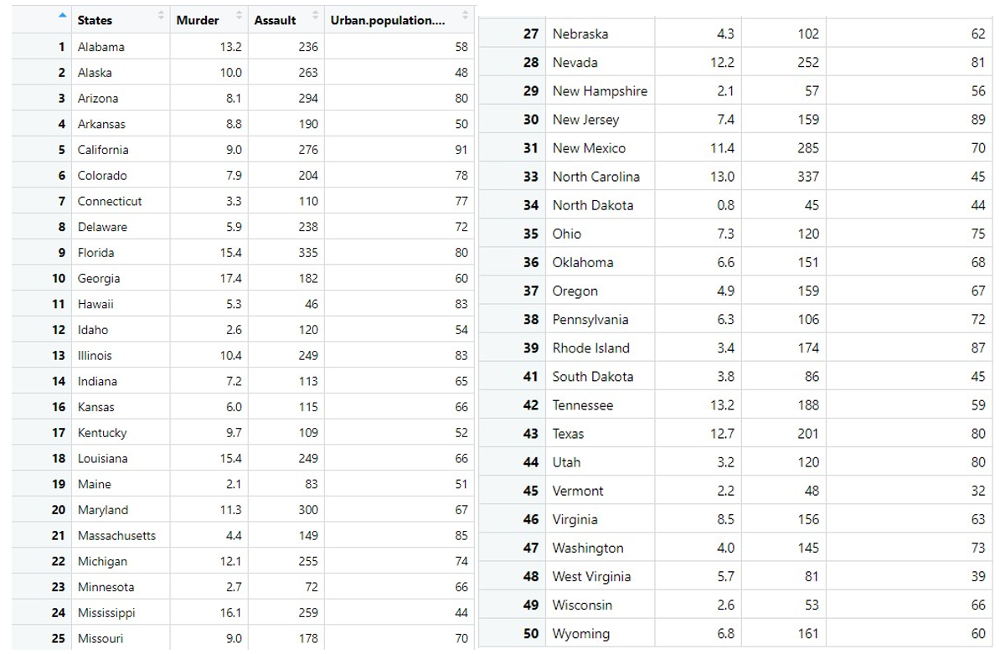 States Murder Assault Urban.population....
1 Alabama 13.2 236 58
2 Alaska 10.0 263 48
3 Arizona 8.1 294 80
4 Arkansas 8.8 190 50
5 California 9.0 276 91
6 Colorado 7.9 204 78
7 Connecticut 3.3 110 77
8 Delaware 5.9 238 72
9 Florida 15.4 335 80
10 Georgia 17.4 182 60
11 Hawaii 5.3 46 83
12 Idaho 2.6 120 54
13 Illinois 10.4 249 83
14 Indiana 7.2 113 65
16 Kansas 6.0 115 66
17 Kentucky 9.7 109 52
18 Louisiana 15.4 249 66
19 Maine 2.1 83 51
20 Maryland 11.3 300 67
21 Massachusetts 4.4 149 85
22 Michigan 12.1 255 74
23 Minnesota 2.7 72 66
24 Mississippi 16.1 259 44
25 Missouri 9.0 178 70
27 Nebraska 4.3 102 62
28 Nevada 12.2 252 81
29 New Hampshire 2.1 57 56
30 New Jersey 7.4 159 89
31 New Mexico 11.4 285 70
33 North Carolina 13.0 337 45
34 North Dakota 0.8 45 44
35 Ohio 7.3 120 75
36 Oklahoma 6.6 151 68
37 Oregon 4.9 159 67
38 Pennsylvania 6.3 106 72
39 Rhode Island 3.4 174 87
41 South Dakota 3.8 86 45
42 Tennessee 13.2 188 59
43 Texas 12.7 201 80
44 Utah 3.2 120 80
45 Vermont 2.2 48 32
46 Virginia 8.5 156 63
47 Washington 4.0 145 73
48 West Virginia 5.7 81 39
49 Wisconsin 2.6 53 66
50 Wyoming 6.8 161 60